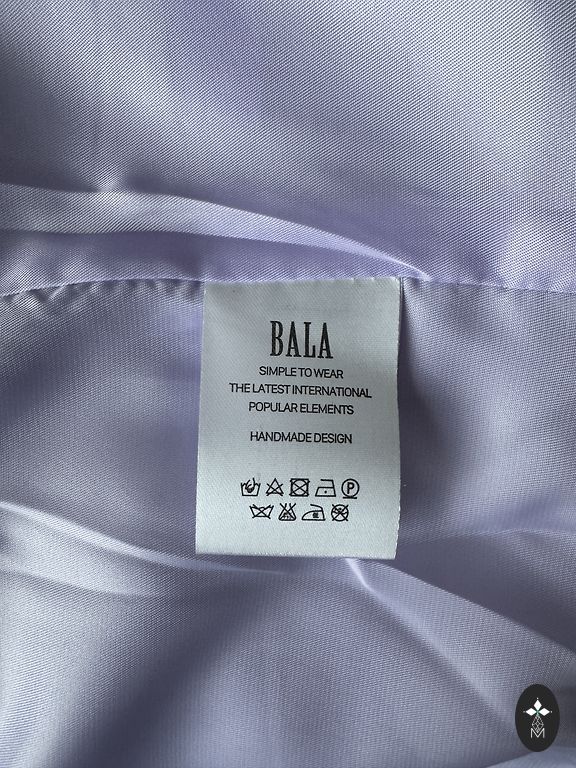 BALA
SIMPLE TO WEAR
THE LATEST INTERNATIONAL
POPULAR ELEMENTS
HANDMADE DESIGN
P
M